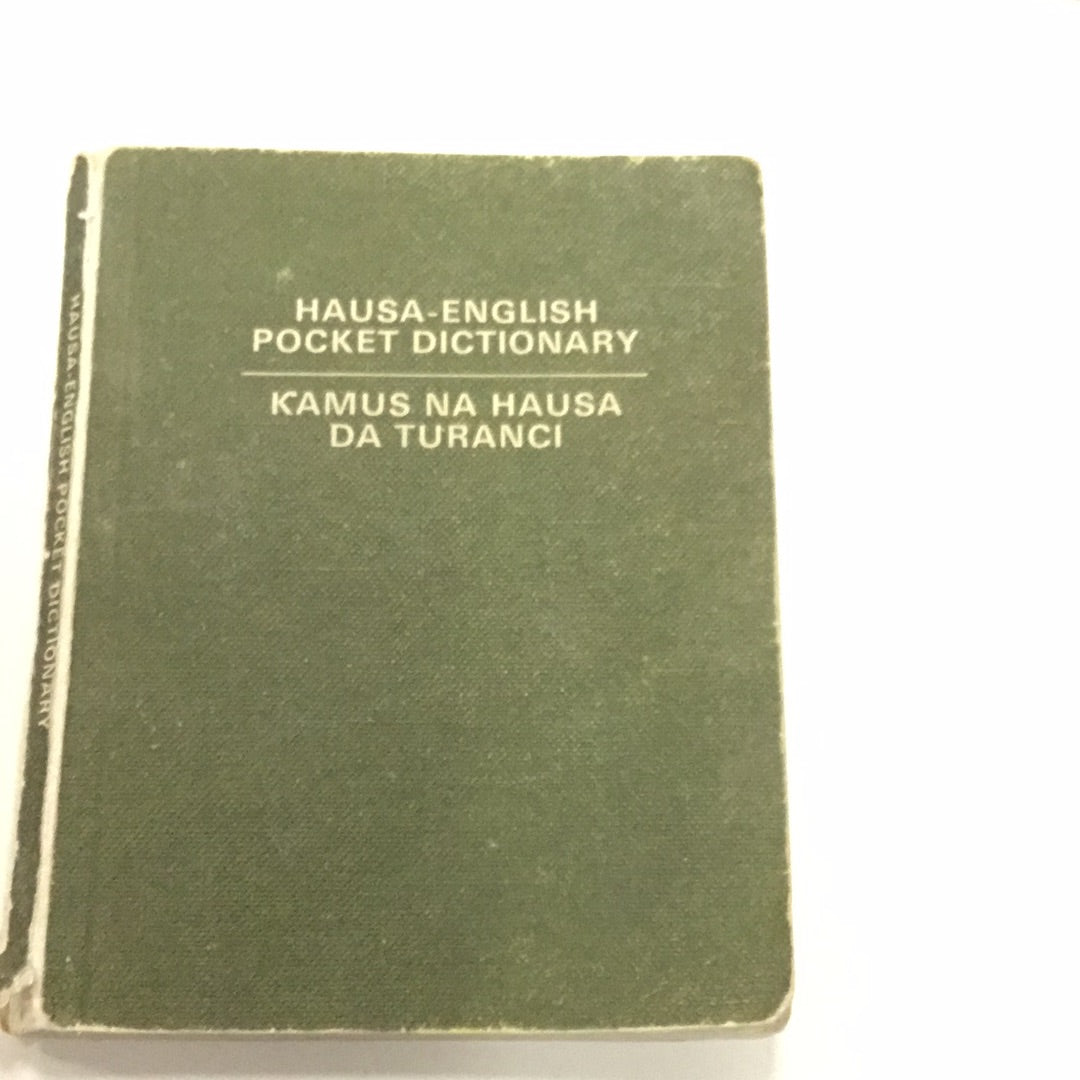 HAUSA-ENGLISH
POCKET DICTIONARY
KAMUS NA HAUSA
DA TURANCI
HAUSA-ENGLISH POCKET DICTIONARY